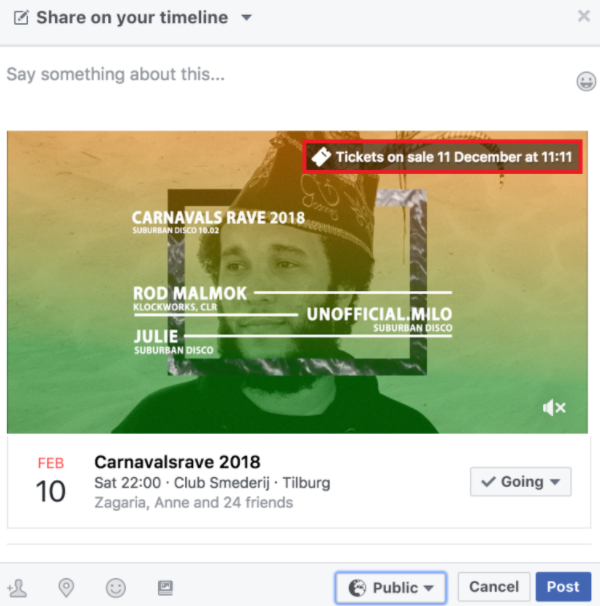 Share on your timeline
Say something about this...
Tickets on sale 11 December at 11:11
CARNAVALS RAVE 2018
SUBURBAN DISCO 10.02
ROD MALMOK
KLOCKWORKS, CLR
UNOFFICIAL.MILO
SUBURBAN DISCO
JULIE
SUBURBAN DISCO
FEB
10
Carnavalsrave 2018
Sat 22:00 · Club Smederij · Tilburg
Zagaria, Anne and 24 friends
Going
Public
Cancel
Post